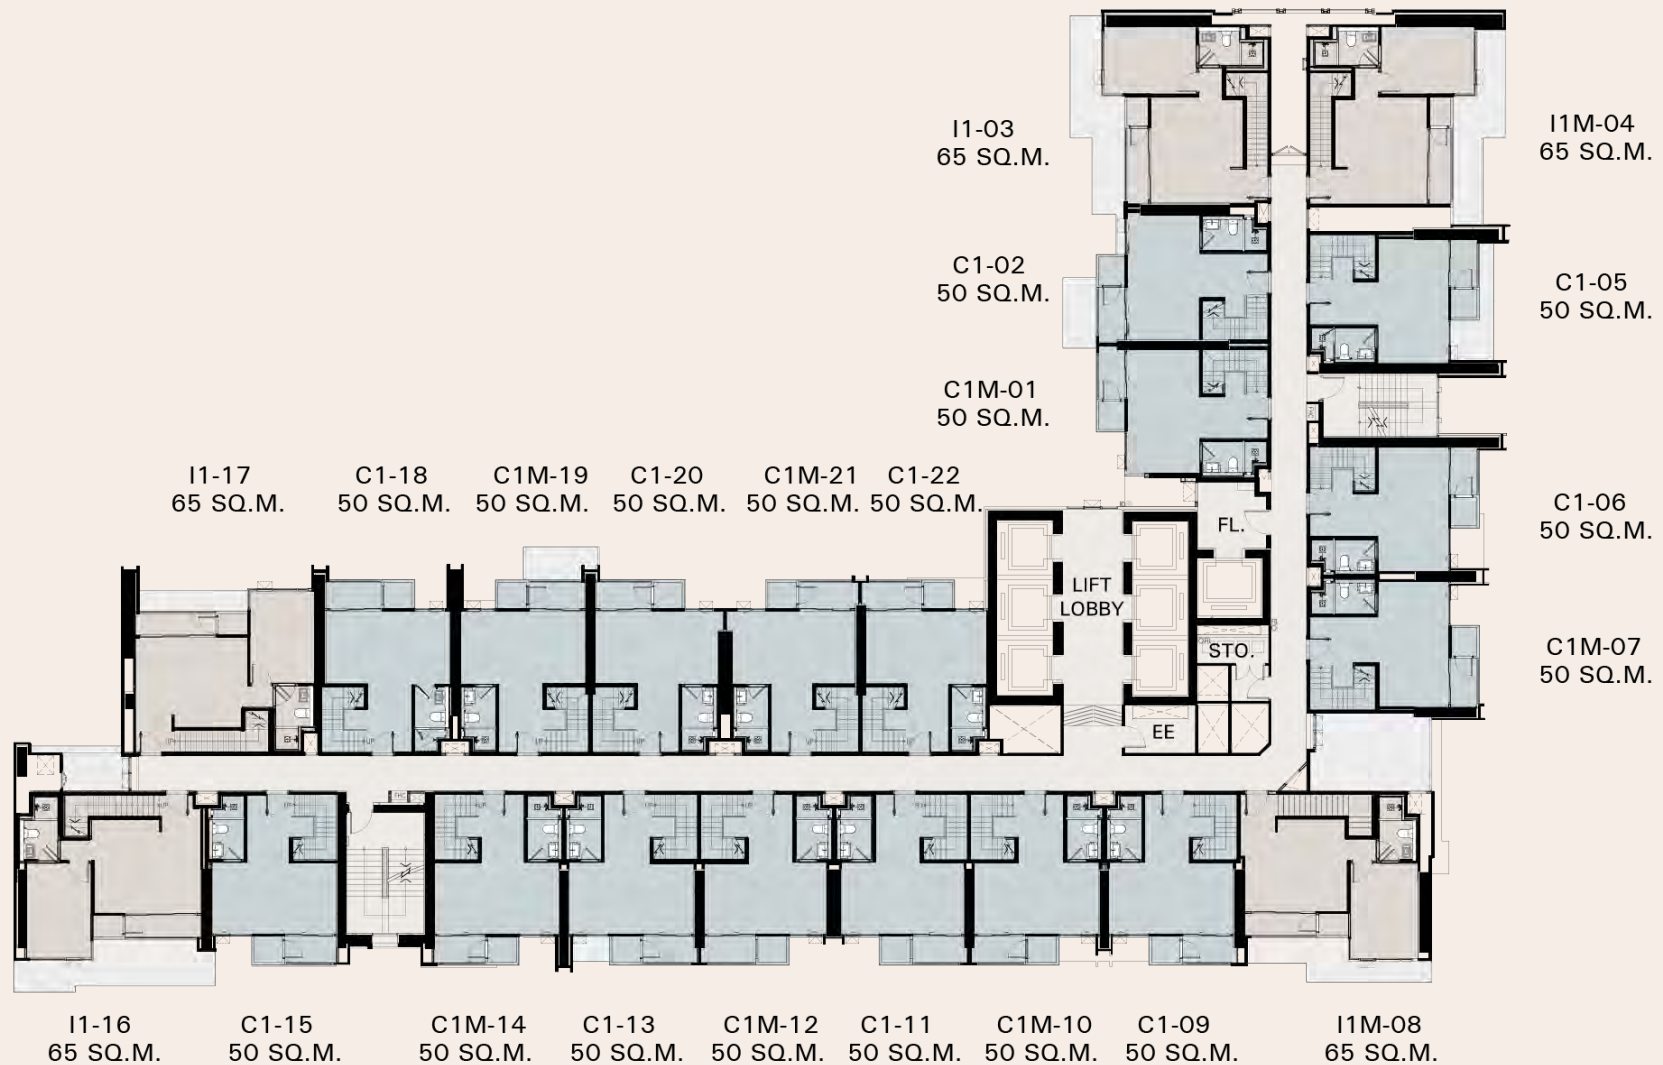 I1-03
65 SQ.M.
I1M-04
65 SQ.M.
C1-02
50 SQ.M.
C1-05
50 SQ.M.
C1M-01
50 SQ.M.
I1-17
65 SQ.M.
C1-18
50 SQ.M.
C1M-19
50 SQ.M.
C1-20
50 SQ.M.
C1M-21
50 SQ.M.
C1-22
50 SQ.M.
C1-06
50 SQ.M.
FL.
LIFT
LOBBY
STO.
EE
C1M-07
50 SQ.M.
I1-16
65 SQ.M.
C1-15
50 SQ.M.
C1M-14
50 SQ.M.
C1-13
50 SQ.M.
C1M-12
50 SQ.M.
C1-11
50 SQ.M.
C1M-10
50 SQ.M.
C1-09
50 SQ.M.
I1M-08
65 SQ.M.